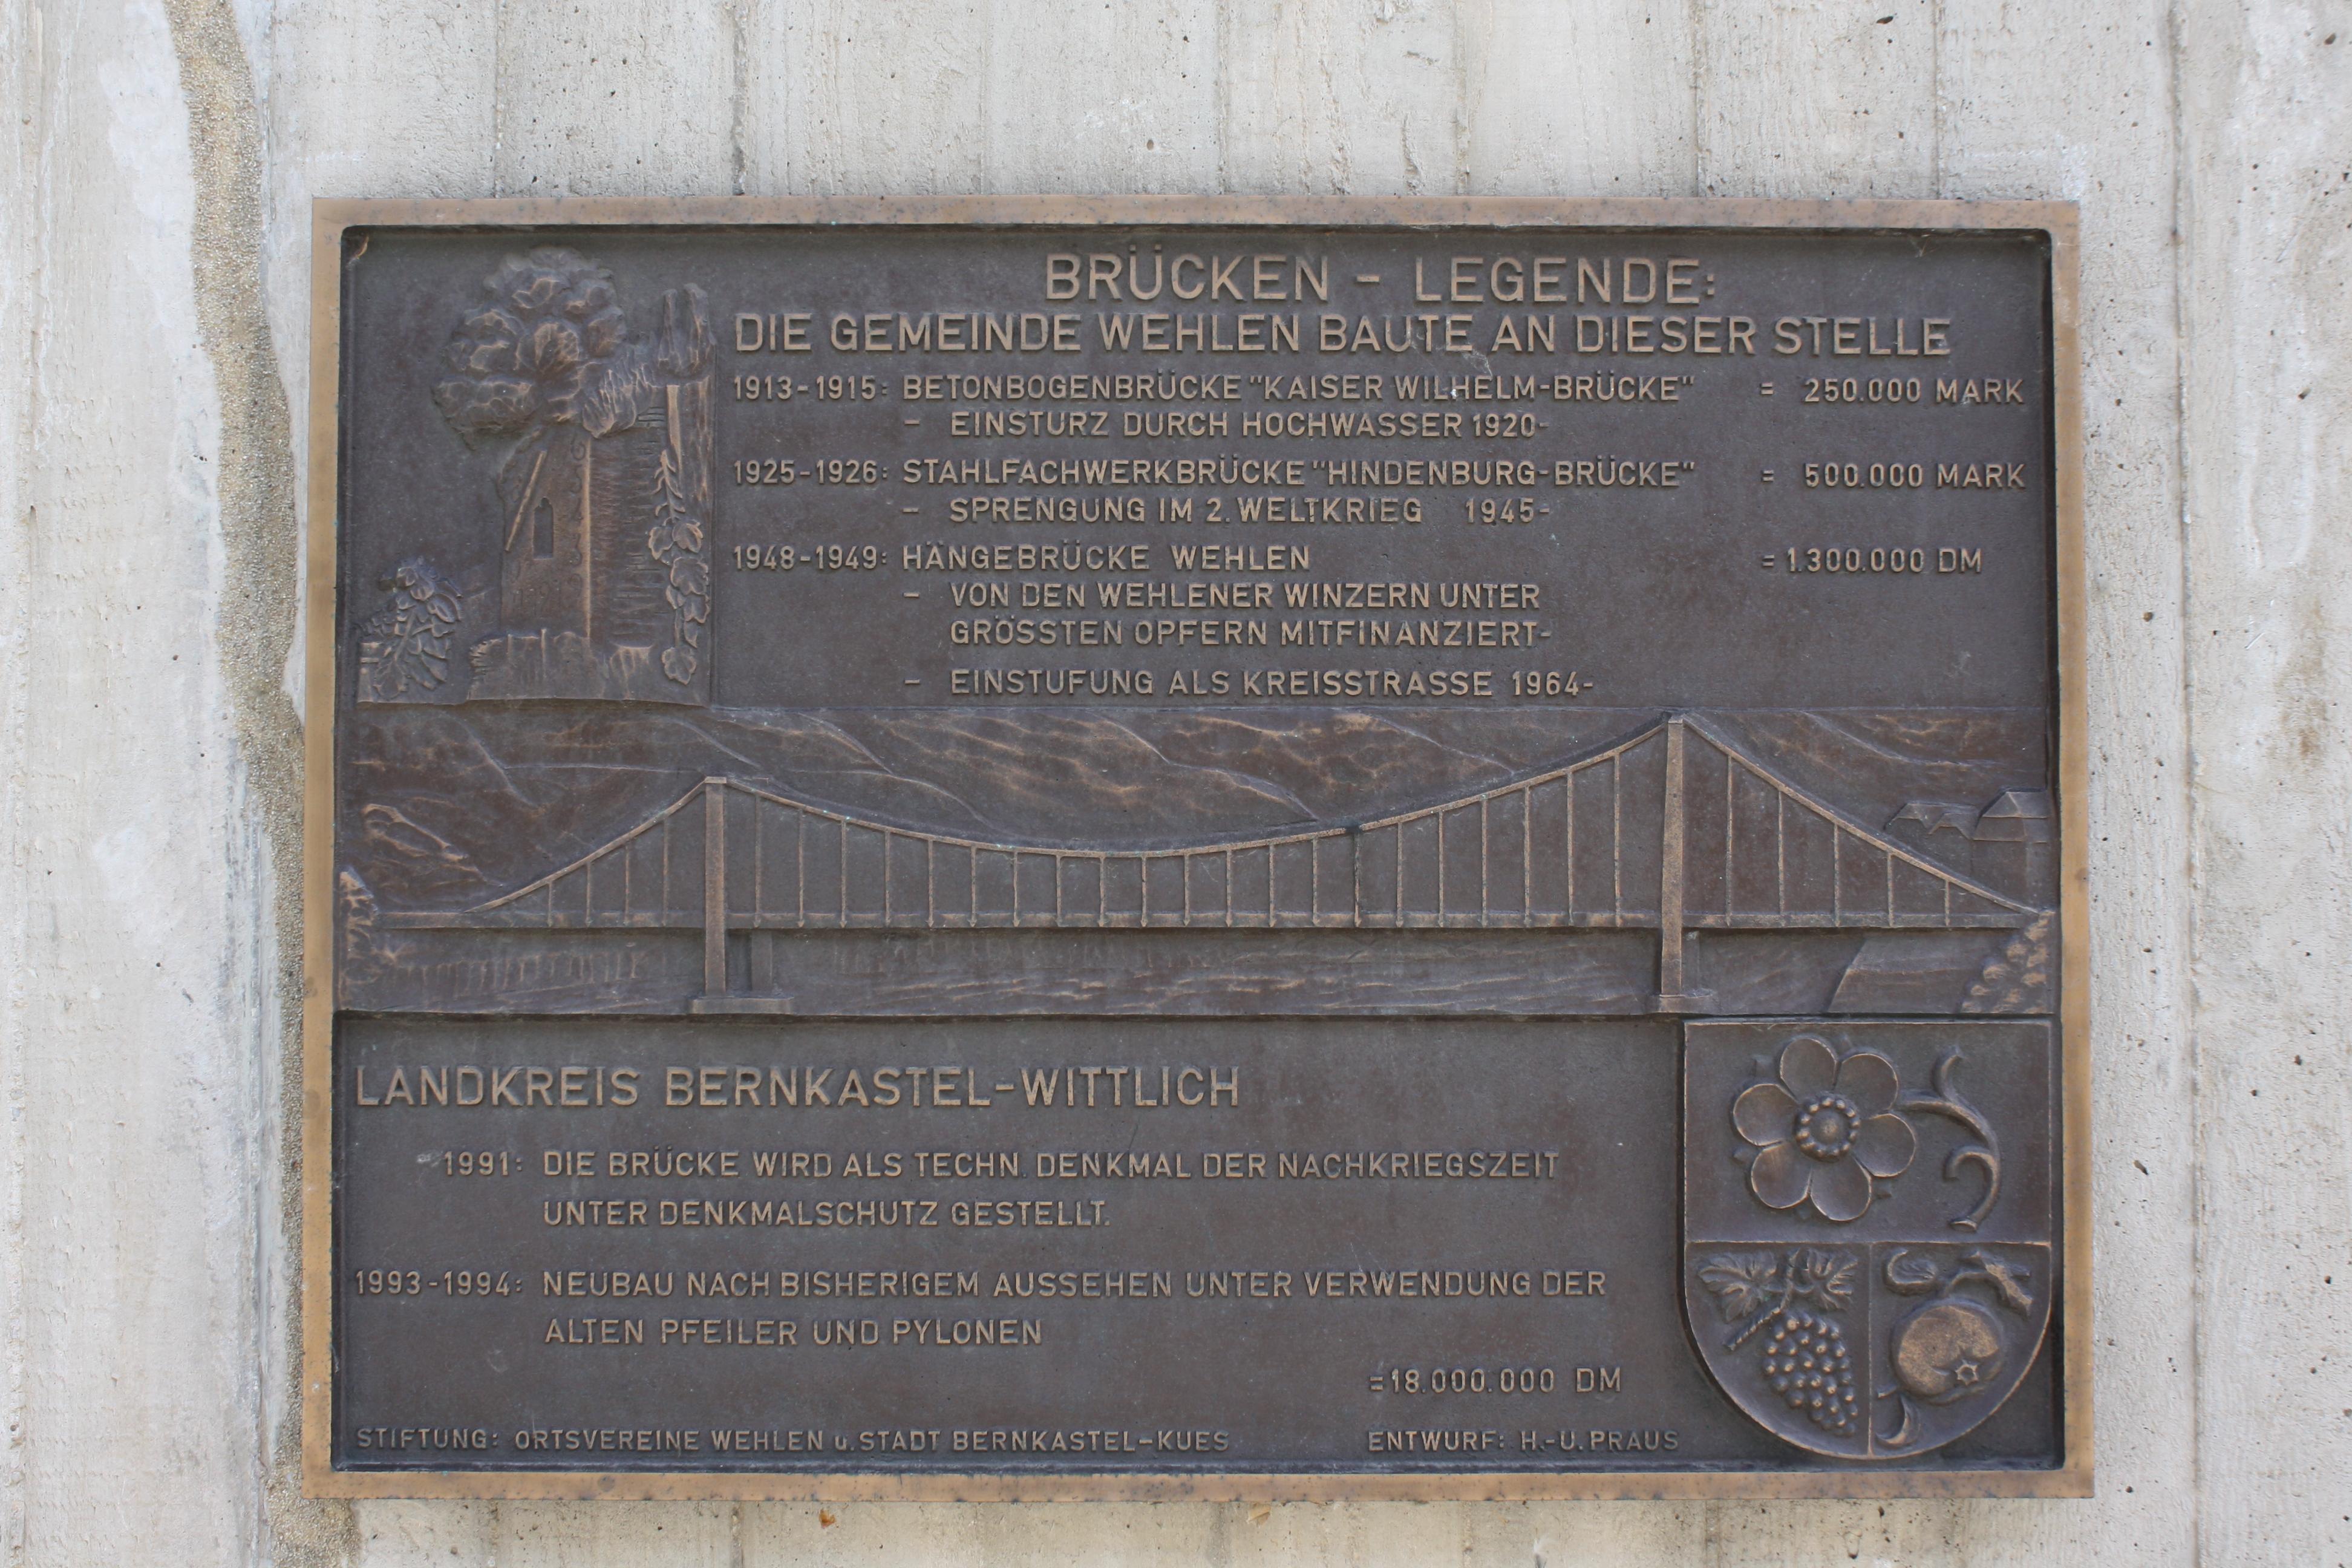 BRÜCKEN - LEGENDE:
DIE GEMEINDE WEHLEN BAUTE AN DIESER STELLE
1913-1915: BETONBOGENBRÜCKE "KAISER WILHELM-BRÜCKE" = 250.000 MARK
- EINSTURZ DURCH HOCHWASSER 1920-
1925-1926: STAHLFACHWERKBRÜCKE "HINDENBURG-BRÜCKE" = 500.000 MARK
- SPRENGUNG IM 2. WELTKRIEG 1945-
1948-1949: HÄNGEBRÜCKE WEHLEN = 1.300.000 DM
- VON DEN WEHLENER WINZERN UNTER
GRÖSSTEN OPFERN MITFINANZIERT-
- EINSTUFUNG ALS KREISSTRASSE 1964-
LANDKREIS BERNKASTEL-WITTLICH
1991: DIE BRÜCKE WIRD ALS TECHN. DENKMAL DER NACHKRIEGSZEIT
UNTER DENKMALSCHUTZ GESTELLT.
1993-1994: NEUBAU NACH BISHERIGEM AUSSEHEN UNTER VERWENDUNG DER
ALTEN PFEILER UND PYLONEN
=18.000.000 DM
STIFTUNG: ORTSVEREINE WEHLEN u. STADT BERNKASTEL-KUES ENTWURF: H.-U. PRAUS